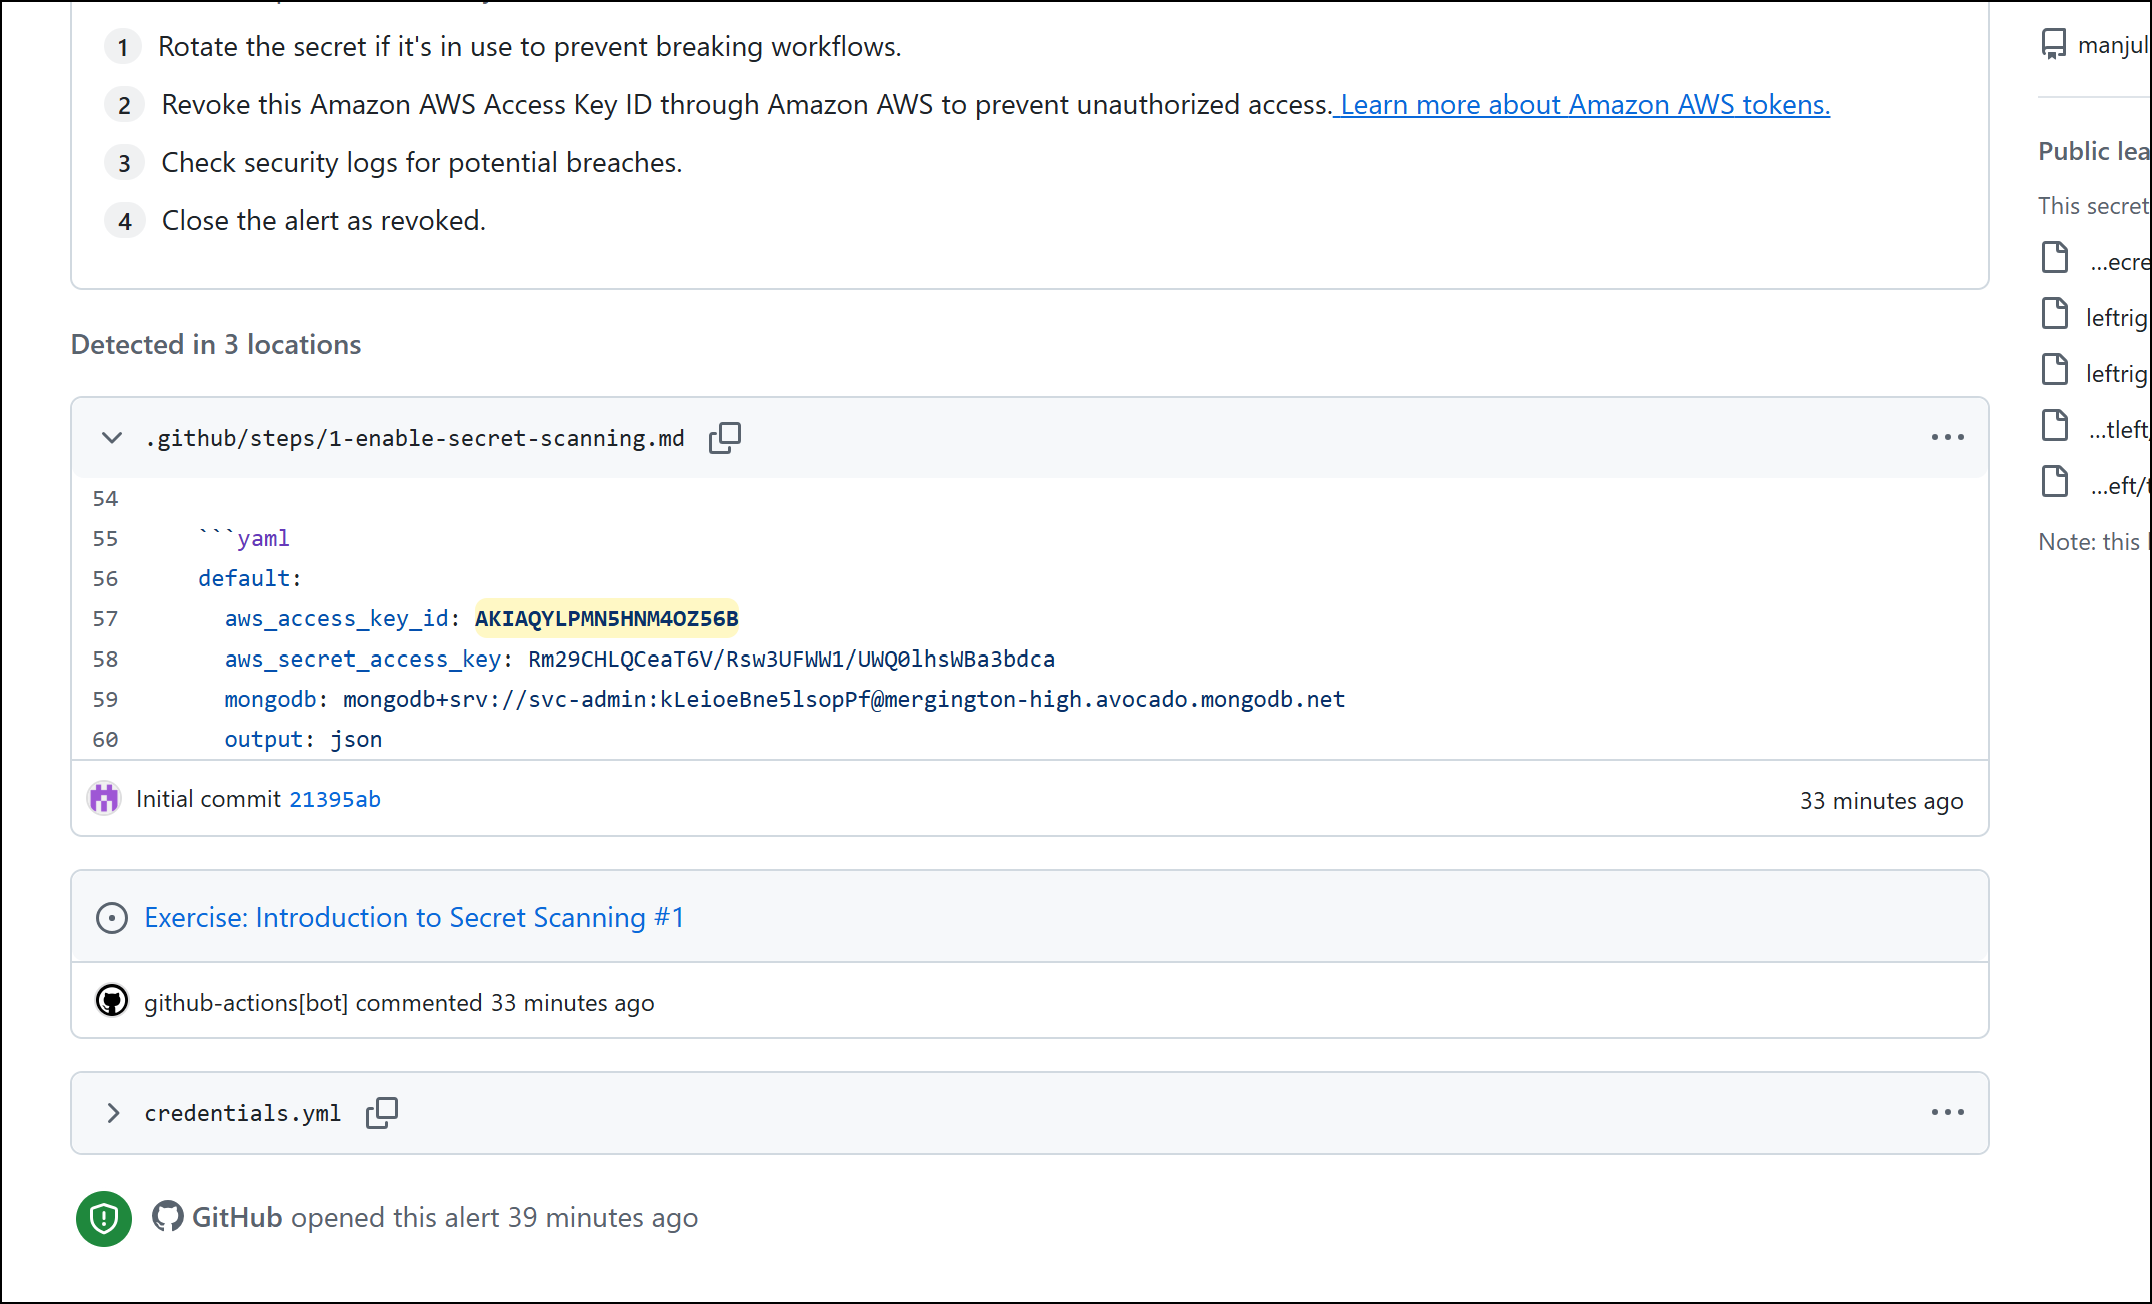 1 Rotate the secret if it's in use to prevent breaking workflows.
2 Revoke this Amazon AWS Access Key ID through Amazon AWS to prevent unauthorized access. Learn more about Amazon AWS tokens.
3 Check security logs for potential breaches.
4 Close the alert as revoked.
Detected in 3 locations
.github/steps/1-enable-secret-scanning.md
54
55 ```yaml
56 default:
57 aws_access_key_id: AKIAQYLPMN5HNM4OZ56B
58 aws_secret_access_key: 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
59 mongodb: mongodb+srv://svc-admin:kLeioeBne5lsopPf@mergington-high.avocado.mongodb.net
60 output: json
Initial commit 21395ab
33 minutes ago
Exercise: Introduction to Secret Scanning #1
github-actions[bot] commented 33 minutes ago
credentials.yml
GitHub opened this alert 39 minutes ago
manjul
Public lea
This secret
...ecre
leftrig
leftrig
...tleft/
...eft/t
Note: this